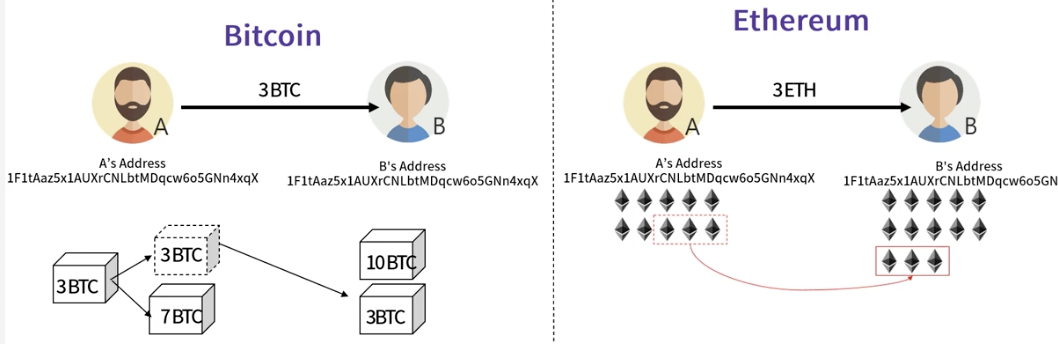 Bitcoin
3BTC
A
B
A's Address
1F1tAaz5x1AUXrCNLbtMDqcw6o5GNn4xqX
B's Address
1F1tAaz5x1AUXrCNLbtMDqcw6o5GNn4xqX
3BTC
3BTC
7BTC
10BTC
3BTC
Ethereum
3ETH
A
B
A's Address
1F1tAaz5x1AUXrCNLbtMDqcw6o5GNn4xqX
B's Address
1F1tAaz5x1AUXrCNLbtMDqcw6o5GN